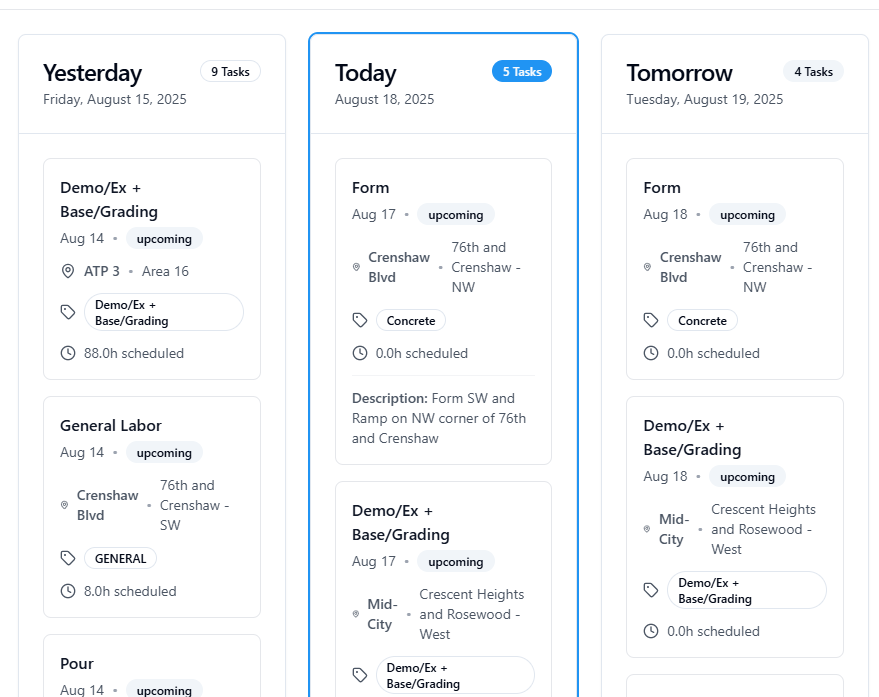 Yesterday
9 Tasks
Friday, August 15, 2025
Demo/Ex +
Base/Grading
Aug 14 • upcoming
ATP 3 • Area 16
Demo/Ex +
Base/Grading
88.0h scheduled
General Labor
Aug 14 • upcoming
Crenshaw
Blvd
•
76th and
Crenshaw -
SW
GENERAL
8.0h scheduled
Pour
Aug 14 • upcoming
Today
5 Tasks
August 18, 2025
Form
Aug 17 • upcoming
Crenshaw
Blvd
•
76th and
Crenshaw -
NW
Concrete
0.0h scheduled
Description: Form SW and
Ramp on NW corner of 76th
and Crenshaw
Demo/Ex +
Base/Grading
Aug 17 • upcoming
Mid-
City
•
Crescent Heights
and Rosewood -
West
Demo/Ex +
Base/Grading
Tomorrow
4 Tasks
Tuesday, August 19, 2025
Form
Aug 18 • upcoming
Crenshaw
Blvd
•
76th and
Crenshaw -
NW
Concrete
0.0h scheduled
Demo/Ex +
Base/Grading
Aug 18 • upcoming
Mid-
City
•
Crescent Heights
and Rosewood -
West
Demo/Ex +
Base/Grading
0.0h scheduled